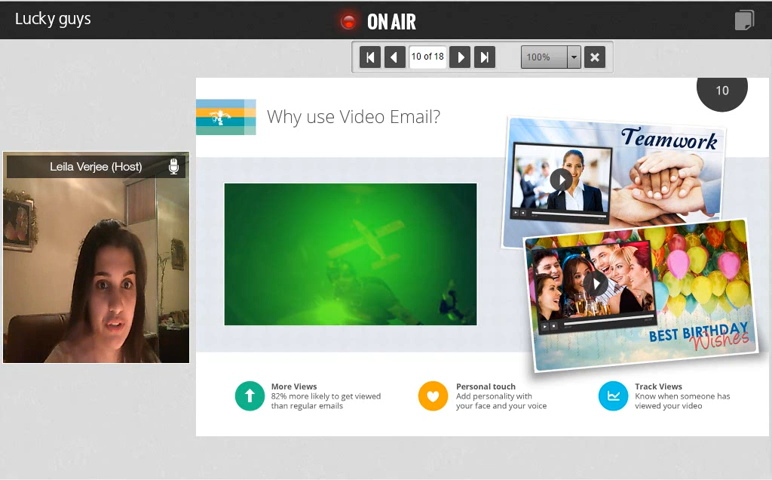 Lucky guys
ON AIR
10 of 18
100%
10
Why use Video Email?
Teamwork
Leila Verjee (Host)
BEST BIRTHDAY
Wishes
More Views
82% more likely to get viewed
than regular emails
Personal touch
Add personality with
your face and your voice
Track Views
Know when someone has
viewed your video